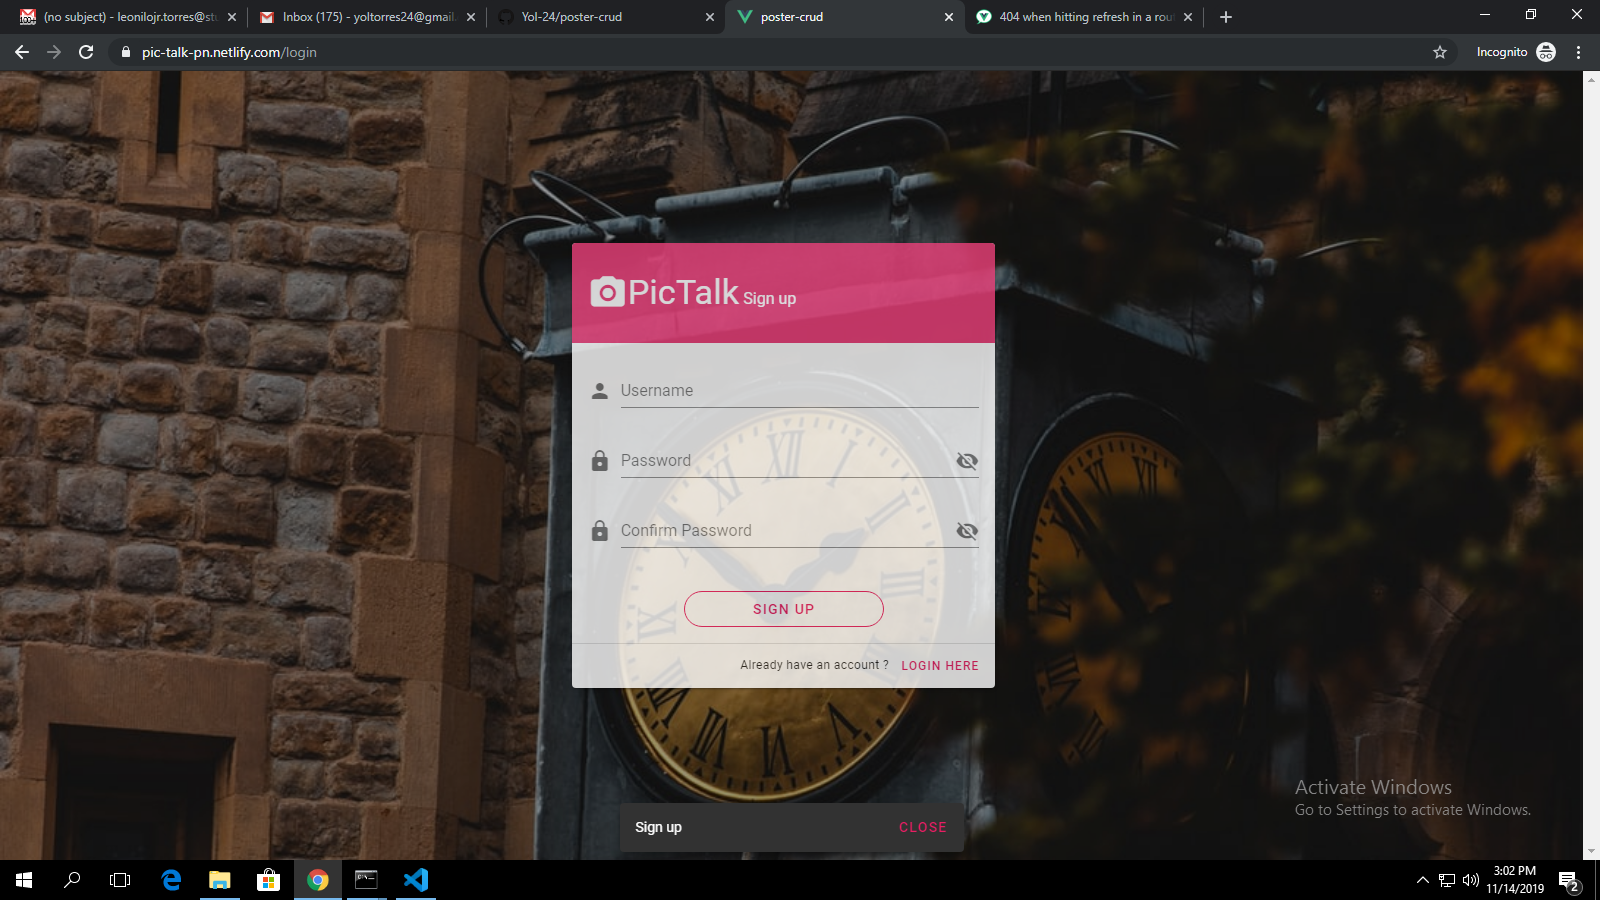 (no subject) - leonilojr.torres@stu
Inbox (175) - yoltorres24@gmail.
Yol-24/poster-crud
poster-crud
404 when hitting refresh in a rou
pic-talk-pn.netlify.com/login
Incognito
PicTalk Sign up
Username
Password
Confirm Password
SIGN UP
Already have an account ? LOGIN HERE
Activate Windows
Go to Settings to activate Windows.
Sign up CLOSE
3:02 PM
11/14/2019
2